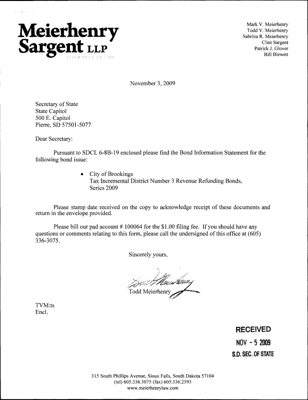 Meierhenry
Sargent LLP
Mark V. Meierhenry
Todd V. Meierhenry
Sabrina R. Meierhenry
Clint Sargent
Patrick J. Glover
Bill Blewett
November 3, 2009
Secretary of State
State Capitol
500 E. Capitol
Pierre, SD 57501-5077
Dear Secretary:
Pursuant to SDCL 6-8B-19 enclosed please find the Bond Information Statement for
the following bond issue:
• City of Brookings
Tax Incremental District Number 3 Revenue Refunding Bonds,
Series 2009
Please stamp date received on the copy to acknowledge receipt of these documents and
return in the envelope provided.
Please bill our pad account # 100064 for the $1.00 filing fee. If you should have any
questions or comments relating to this form, please call the undersigned of this office at (605)
336-3075.
Sincerely yours,
Todd Meierhenry
TVM:ts
Encl.
RECEIVED
NOV - 5 2009
S.D. SEC. OF STATE
315 South Phillips Avenue, Sioux Falls, South Dakota 57104
(tel) 605.336.3075 (fax) 605.336.2593
www.meierhenrylaw.com